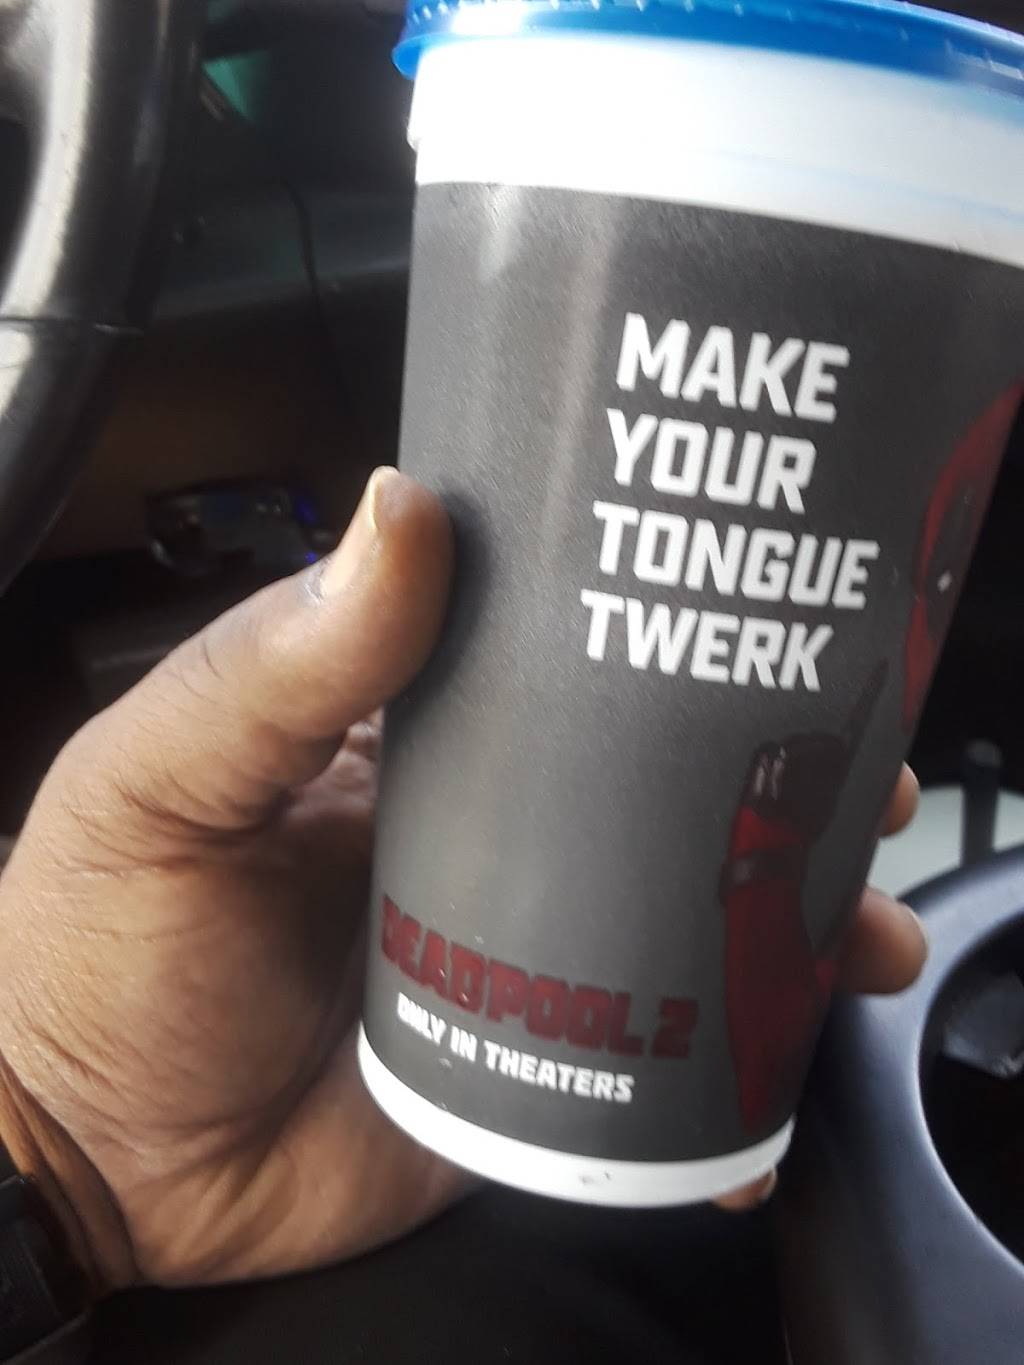 MAKE
YOUR
TONGUE
TWERK
DEADPOOL 2
ONLY IN THEATERS